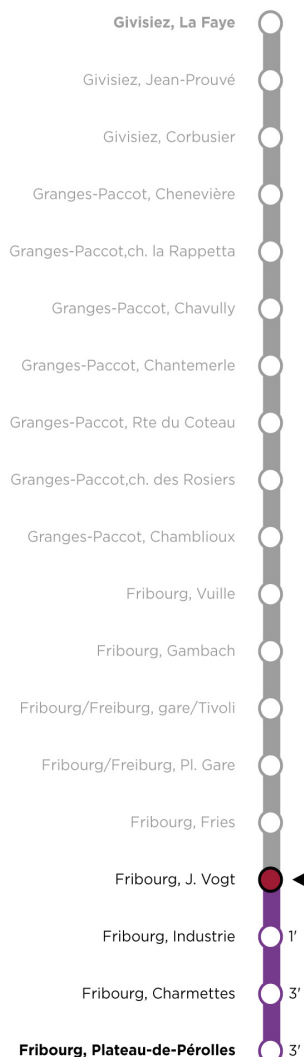 Givisiez, La Faye
Givisiez, Jean-Prouvé
Givisiez, Corbusier
Granges-Paccot, Chenevière
Granges-Paccot,ch. la Rappetta
Granges-Paccot, Chavully
Granges-Paccot, Chantemerle
Granges-Paccot, Rte du Coteau
Granges-Paccot,ch. des Rosiers
Granges-Paccot, Chamblioux
Fribourg, Vuille
Fribourg, Gambach
Fribourg/Freiburg, gare/Tivoli
Fribourg/Freiburg, Pl. Gare
Fribourg, Fries
Fribourg, J. Vogt
Fribourg, Industrie 1'
Fribourg, Charmettes 3'
Fribourg, Plateau-de-Pérolles 3'